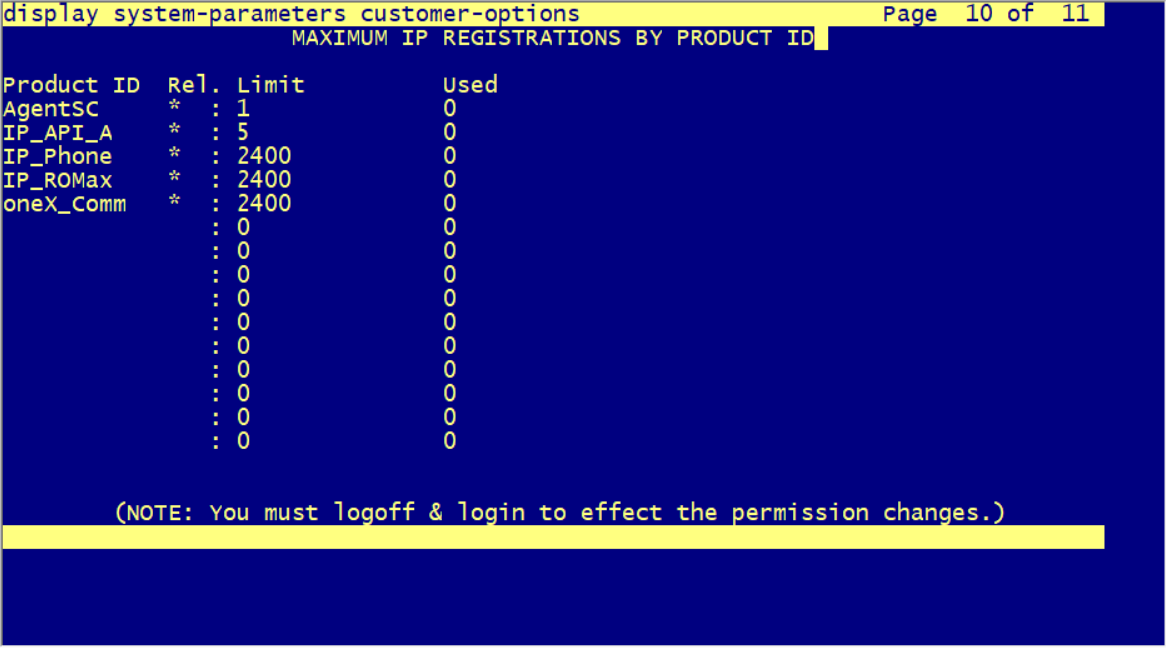 display system-parameters customer-options Page 10 of 11
MAXIMUM IP REGISTRATIONS BY PRODUCT ID
Product ID Rel. Limit Used
AgentSC * : 1 0
IP_API_A * : 5 0
IP_Phone * : 2400 0
IP_ROMax * : 2400 0
oneX_Comm * : 2400 0
: 0 0
: 0 0
: 0 0
: 0 0
: 0 0
: 0 0
: 0 0
: 0 0
: 0 0
: 0 0
(NOTE: You must logoff & login to effect the permission changes.)